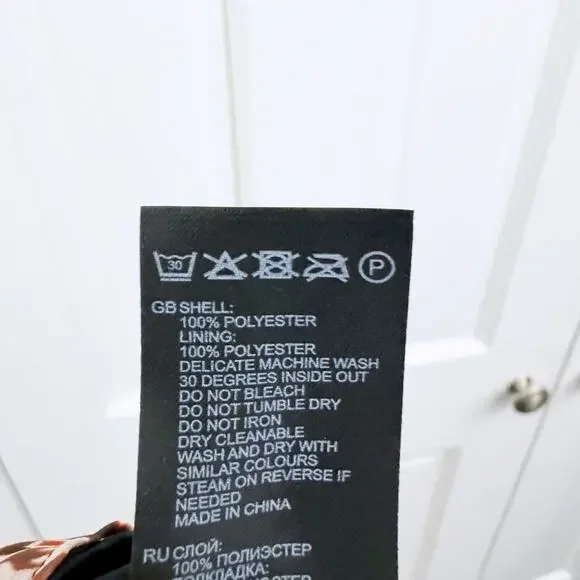 30 P
GB SHELL:
100% POLYESTER
LINING:
100% POLYESTER
DELICATE MACHINE WASH
30 DEGREES INSIDE OUT
DO NOT BLEACH
DO NOT TUMBLE DRY
DO NOT IRON
DRY CLEANABLE
WASH AND DRY WITH
SIMILAR COLOURS
STEAM ON REVERSE IF
NEEDED
MADE IN CHINA
RU СЛОЙ:
100% ПОЛИЭСТЕР
ПОДКЛАДКА: